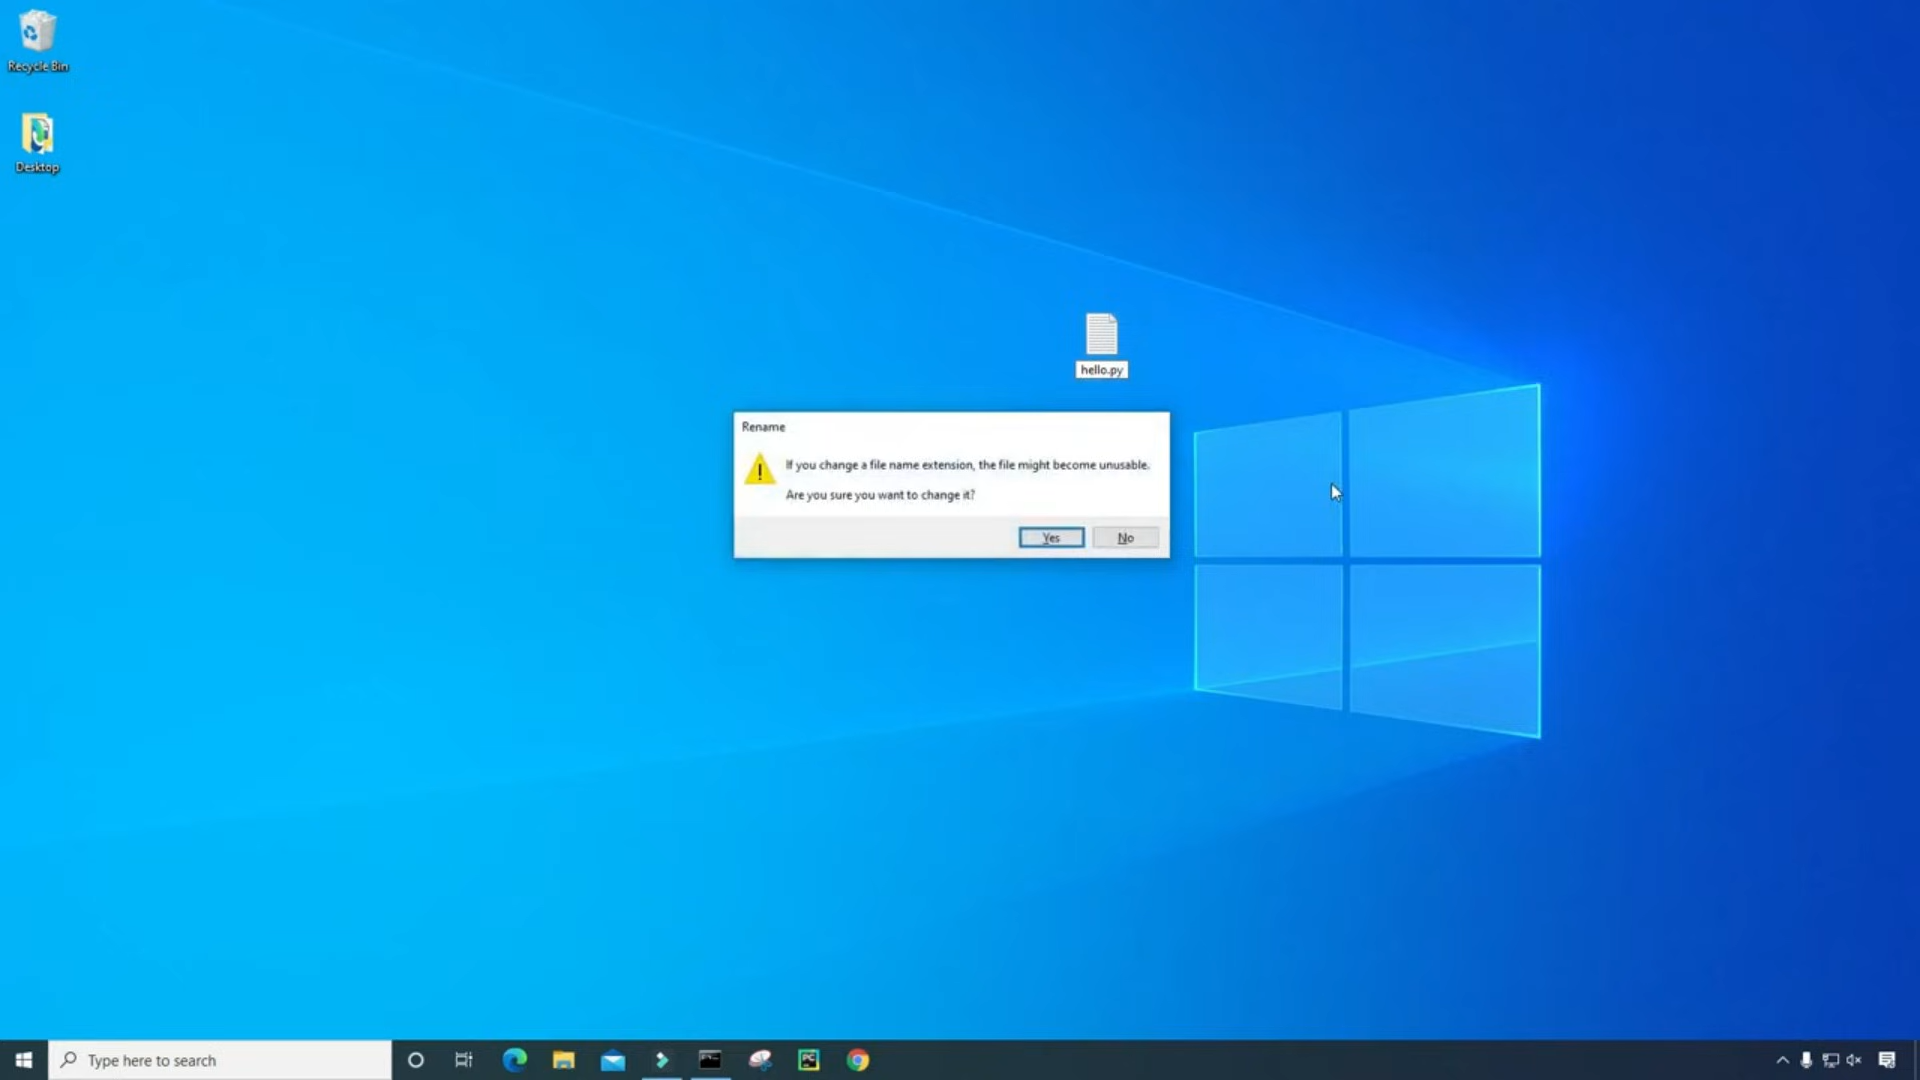 Recycle Bin
Desktop
hello.py
Rename
If you change a file name extension, the file might become unusable.
Are you sure you want to change it?
Yes
No
Type here to search
PC